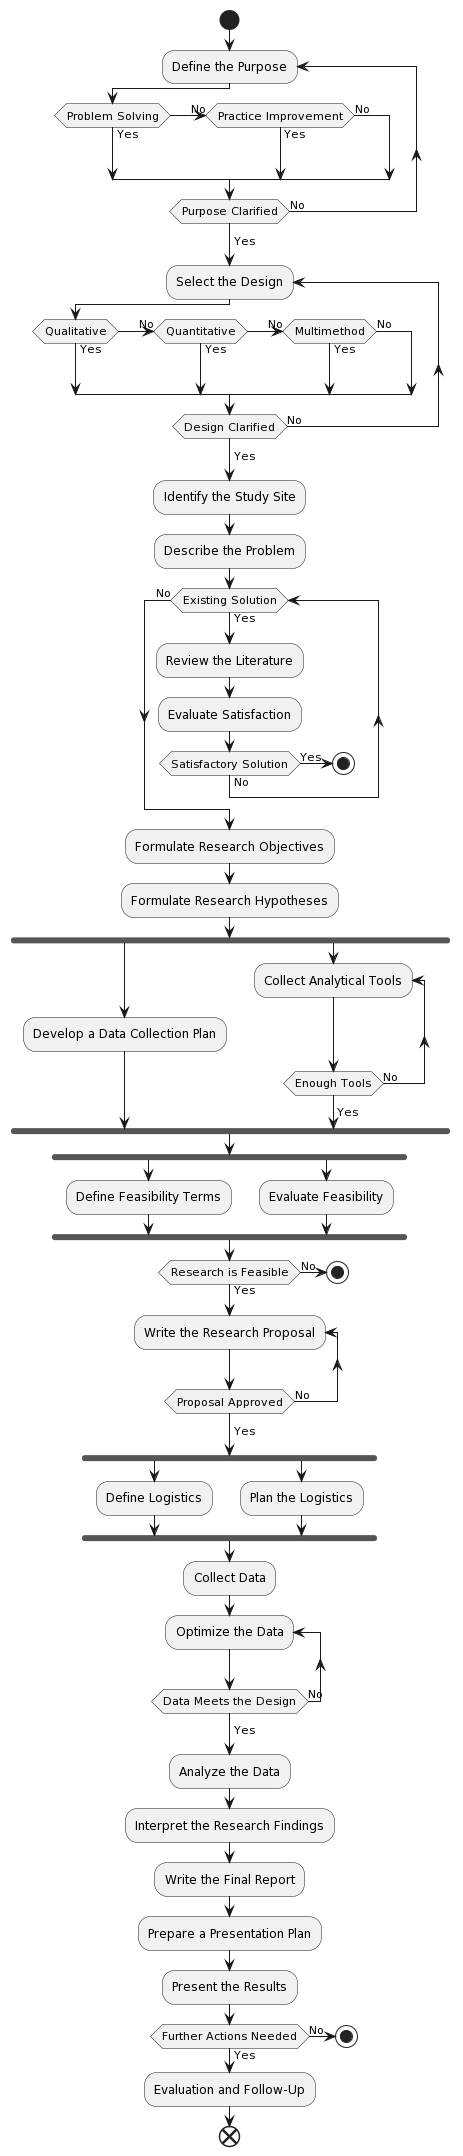 Define the Purpose
Problem Solving
No
Practice Improvement
No
Yes
Yes
Purpose Clarified
No
Yes
Select the Design
Qualitative
No
Quantitative
No
Multimethod
No
Yes
Yes
Yes
Design Clarified
No
Yes
Identify the Study Site
Describe the Problem
No
Existing Solution
Yes
Review the Literature
Evaluate Satisfaction
Satisfactory Solution
Yes
No
Formulate Research Objectives
Formulate Research Hypotheses
Collect Analytical Tools
Develop a Data Collection Plan
Enough Tools
No
Yes
Define Feasibility Terms
Evaluate Feasibility
Research is Feasible
No
Yes
Write the Research Proposal
Proposal Approved
No
Yes
Define Logistics
Plan the Logistics
Collect Data
Optimize the Data
Data Meets the Design
No
Yes
Analyze the Data
Interpret the Research Findings
Write the Final Report
Prepare a Presentation Plan
Present the Results
Further Actions Needed
No
Yes
Evaluation and Follow-Up